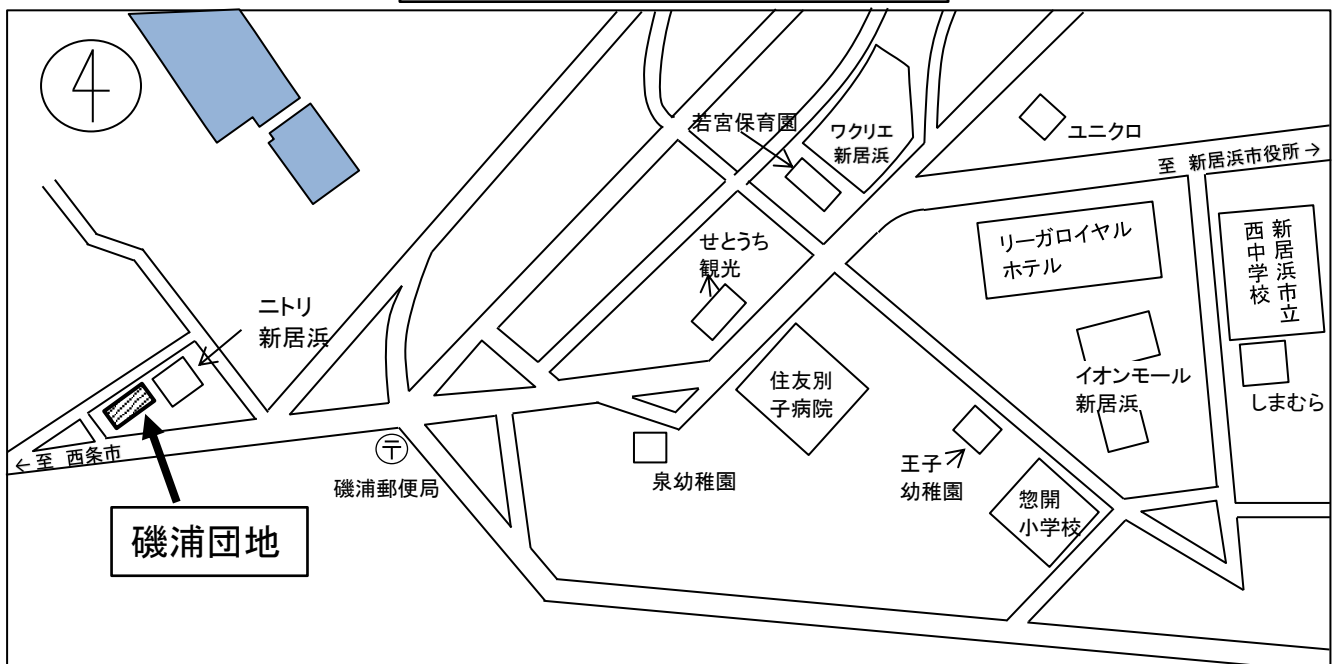 若宮保育園
ワクリエ
新居浜
ユニクロ
至 新居浜市役所→
せとうち
観光
リーガロイヤル
ホテル
新居浜市立
西中学校
ニトリ
新居浜
住友別
子病院
イオンモール
新居浜
しまむら
←至 西条市
〒
磯浦郵便局
泉幼稚園
王子
幼稚園
惣開
小学校
磯浦団地